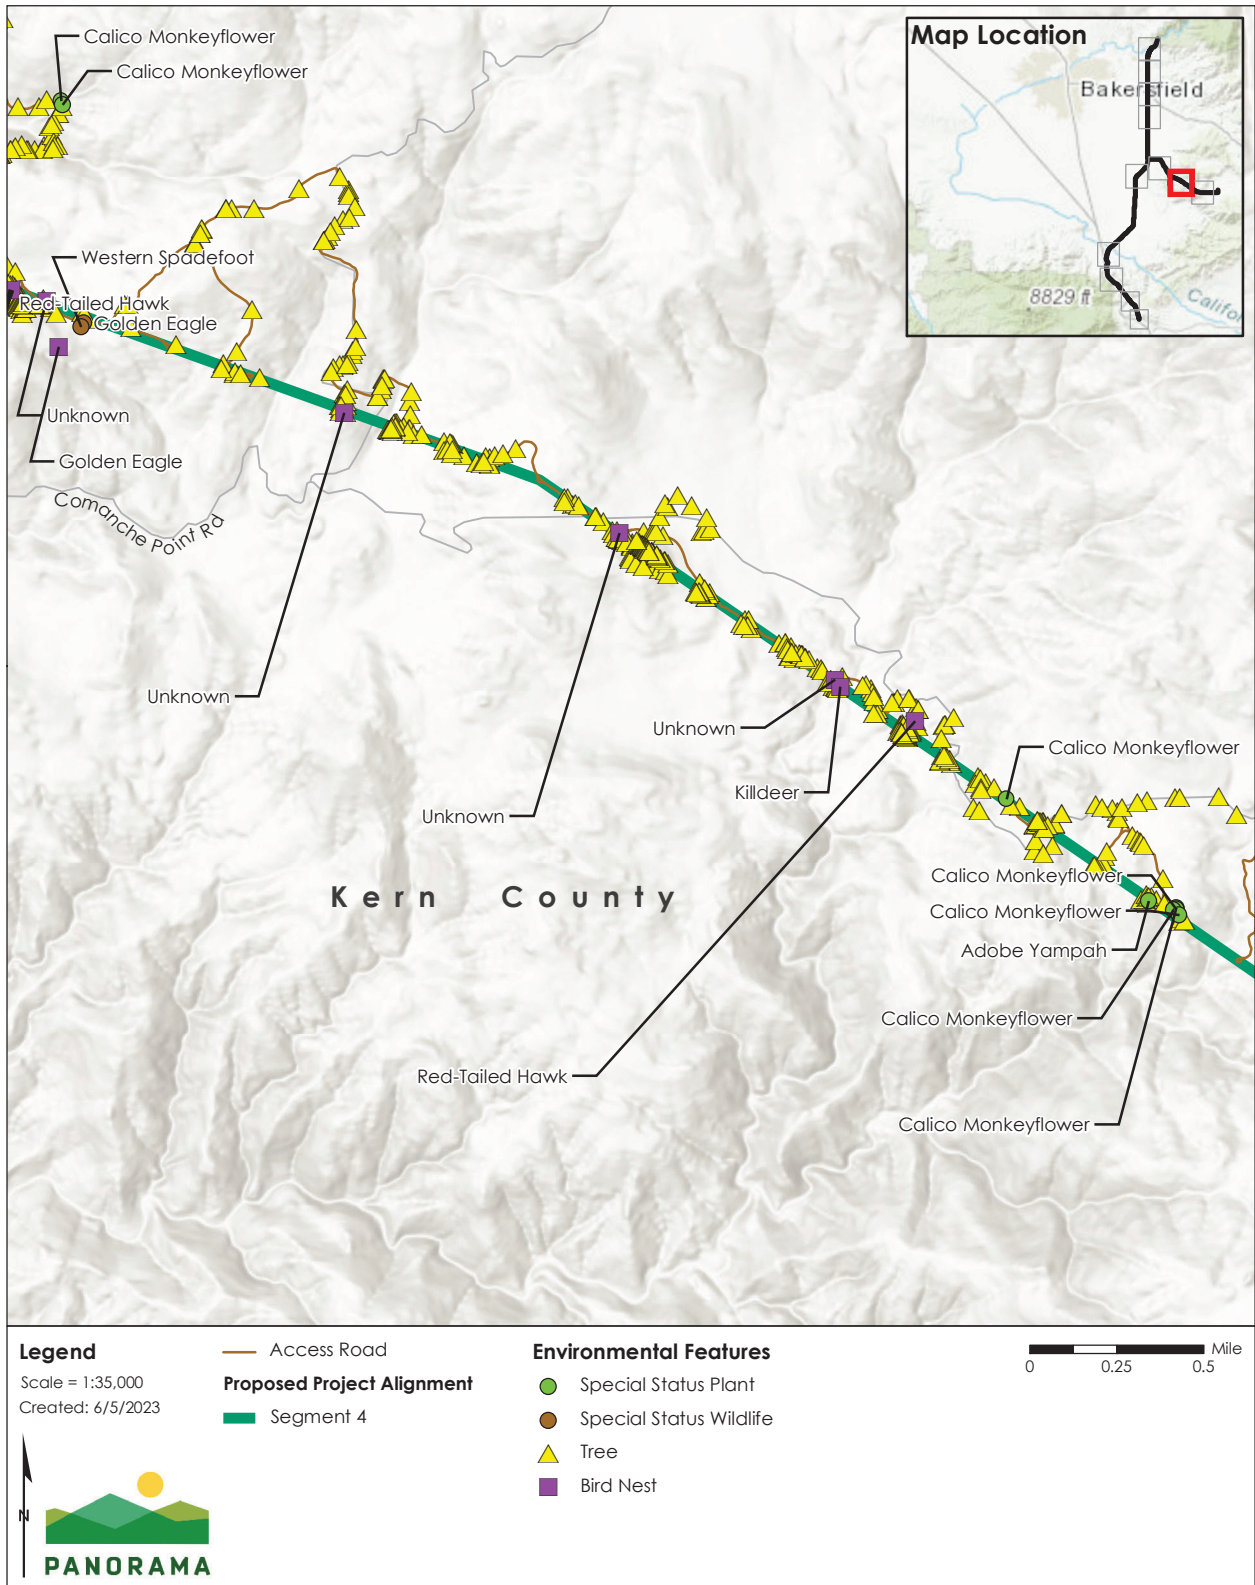 Calico Monkeyflower
Calico Monkeyflower
Map Location
Bakersfield
8829 ft
Califor
Western Spadefoot
Red-Tailed Hawk
Golden Eagle
Unknown
Golden Eagle
Comanche Point Rd
Unknown
Unknown
Killdeer
Unknown
Calico Monkeyflower
Kern County
Calico Monkeyflower
Calico Monkeyflower
Adobe Yampah
Calico Monkeyflower
Red-Tailed Hawk
Calico Monkeyflower
Legend
Scale = 1:35,000
Created: 6/5/2023
N
PANORAMA
Access Road
Proposed Project Alignment
Segment 4
Environmental Features
Special Status Plant
Special Status Wildlife
Tree
Bird Nest
Mile
0 0.25 0.5